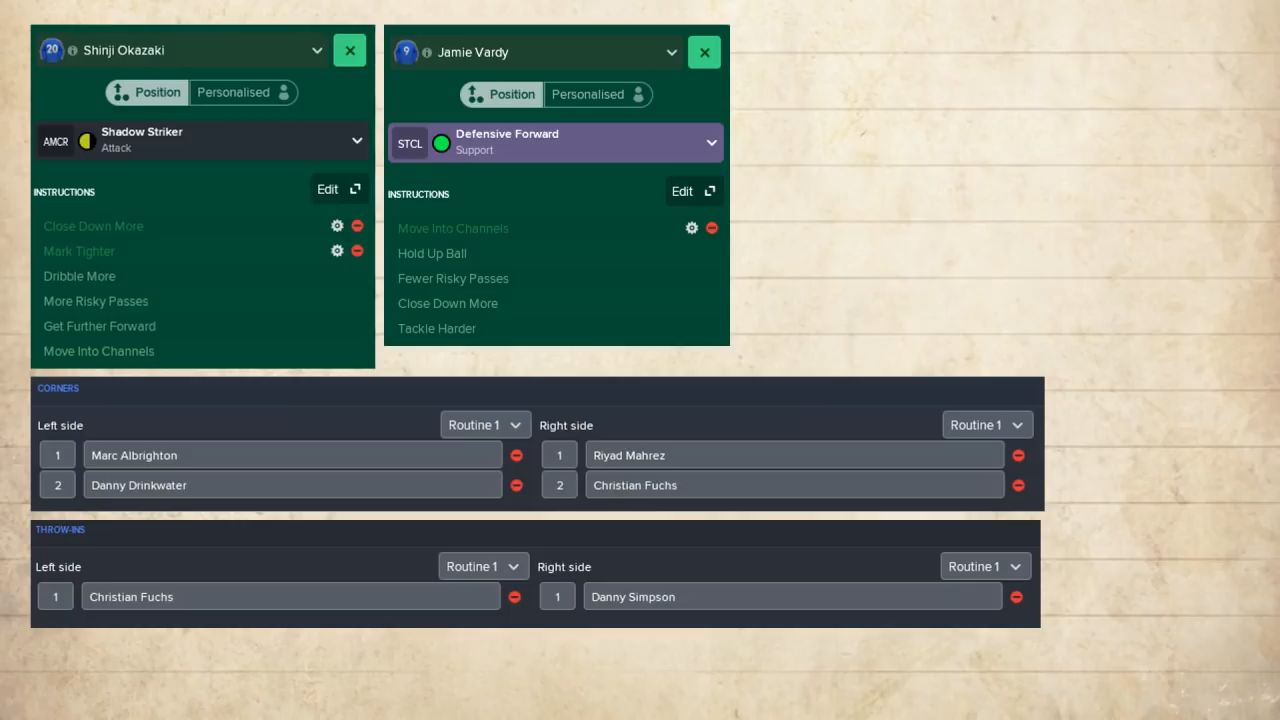 20 Shinji Okazaki
Position Personalised
AMCR Shadow Striker
Attack
INSTRUCTIONS Edit
Close Down More
Mark Tighter
Dribble More
More Risky Passes
Get Further Forward
Move Into Channels
9 Jamie Vardy
Position Personalised
STCL Defensive Forward
Support
INSTRUCTIONS Edit
Move Into Channels
Hold Up Ball
Fewer Risky Passes
Close Down More
Tackle Harder
CORNERS
Left side Routine 1 Right side Routine 1
1 Marc Albrighton 1 Riyad Mahrez
2 Danny Drinkwater 2 Christian Fuchs
THROW-INS
Left side Routine 1 Right side Routine 1
1 Christian Fuchs 1 Danny Simpson